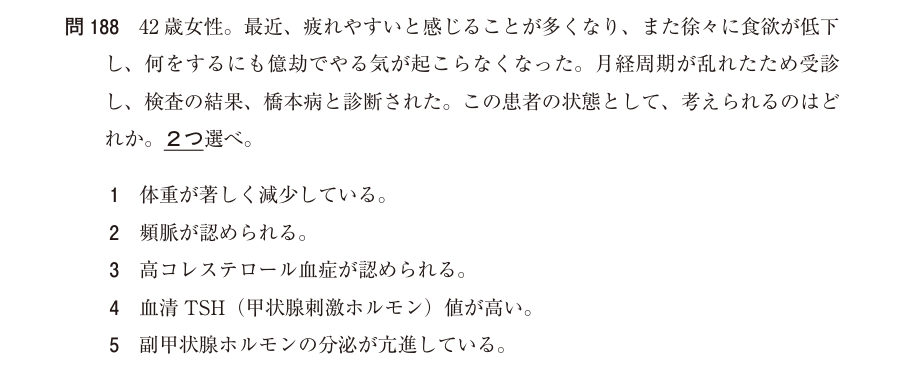 問 188　42 歳女性。最近、疲れやすいと感じることが多くなり、また徐々に食欲が低下
し、何をするにも億劫でやる気が起こらなくなった。月経周期が乱れたため受診
し、検査の結果、橋本病と診断された。この患者の状態として、考えられるのはど
れか。２つ選べ。
1　体重が著しく減少している。
2　頻脈が認められる。
3　高コレステロール血症が認められる。
4　血清 TSH（甲状腺刺激ホルモン）値が高い。
5　副甲状腺ホルモンの分泌が亢進している。